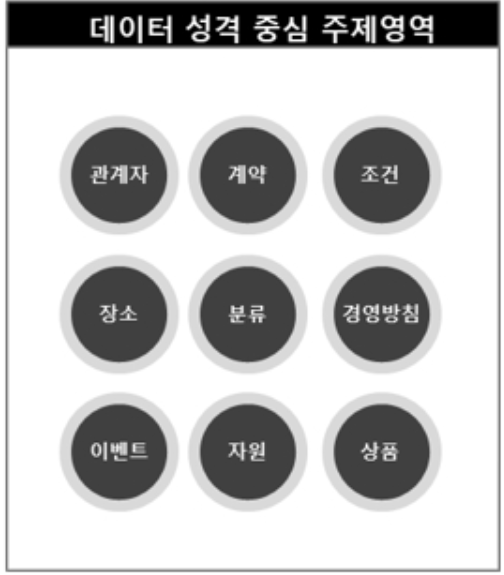 데이터 성격 중심 주제영역
관계자 계약 조건
장소 분류 경영방침
이벤트 자원 상품